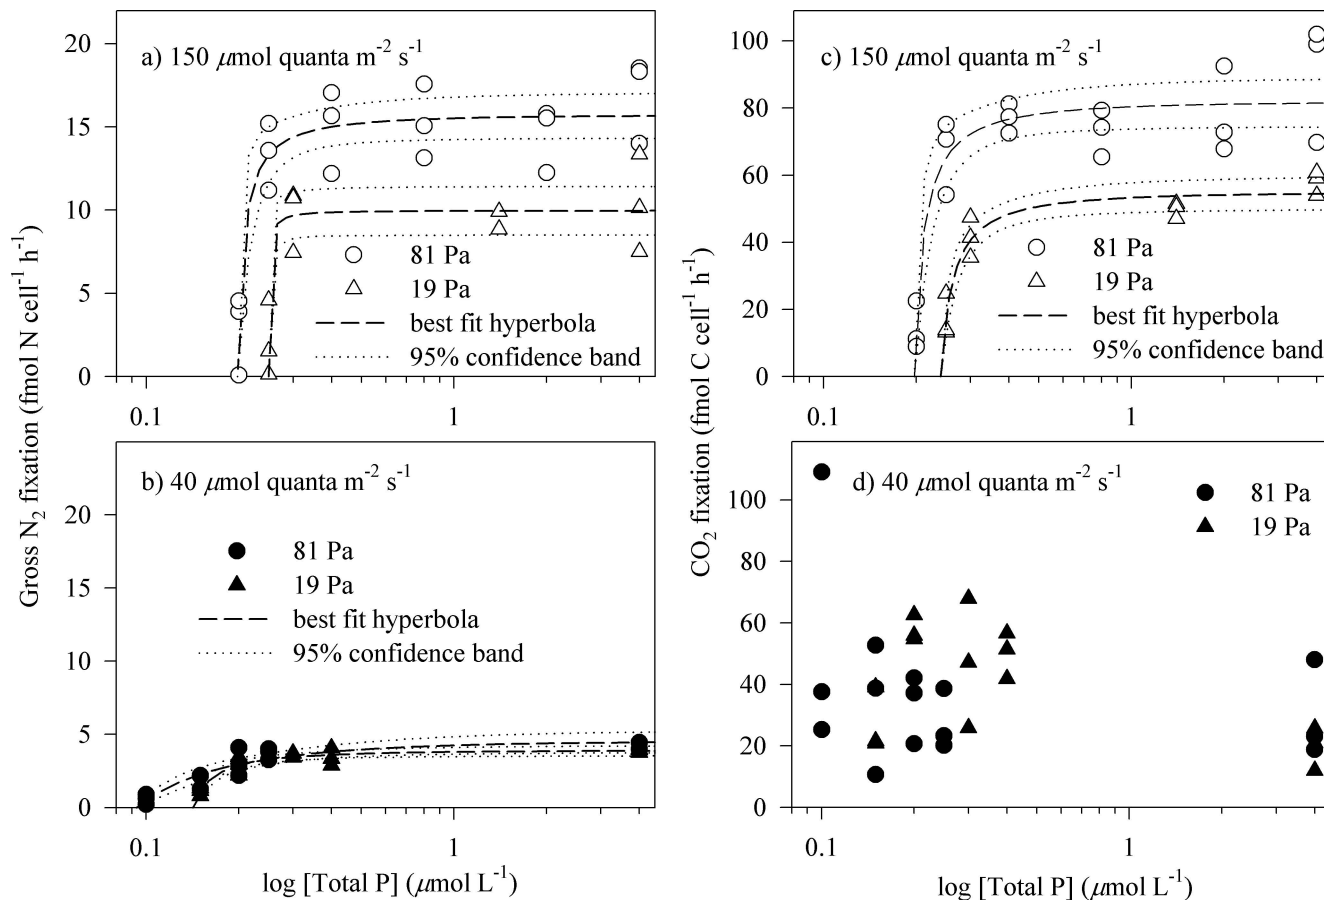 Gross N2 fixation (fmol N cell-1 h-1)
a) 150 μmol quanta m-2 s-1
20
15
10
5
0
0.1
1
81 Pa
19 Pa
best fit hyperbola
95% confidence band
b) 40 μmol quanta m-2 s-1
20
15
10
5
0
0.1
1
81 Pa
19 Pa
best fit hyperbola
95% confidence band
log [Total P] (μmol L-1)
CO2 fixation (fmol C cell-1 h-1)
c) 150 μmol quanta m-2 s-1
100
80
60
40
20
0
0.1
1
81 Pa
19 Pa
best fit hyperbola
95% confidence band
d) 40 μmol quanta m-2 s-1
100
80
60
40
20
0
0.1
1
81 Pa
19 Pa
log [Total P] (μmol L-1)